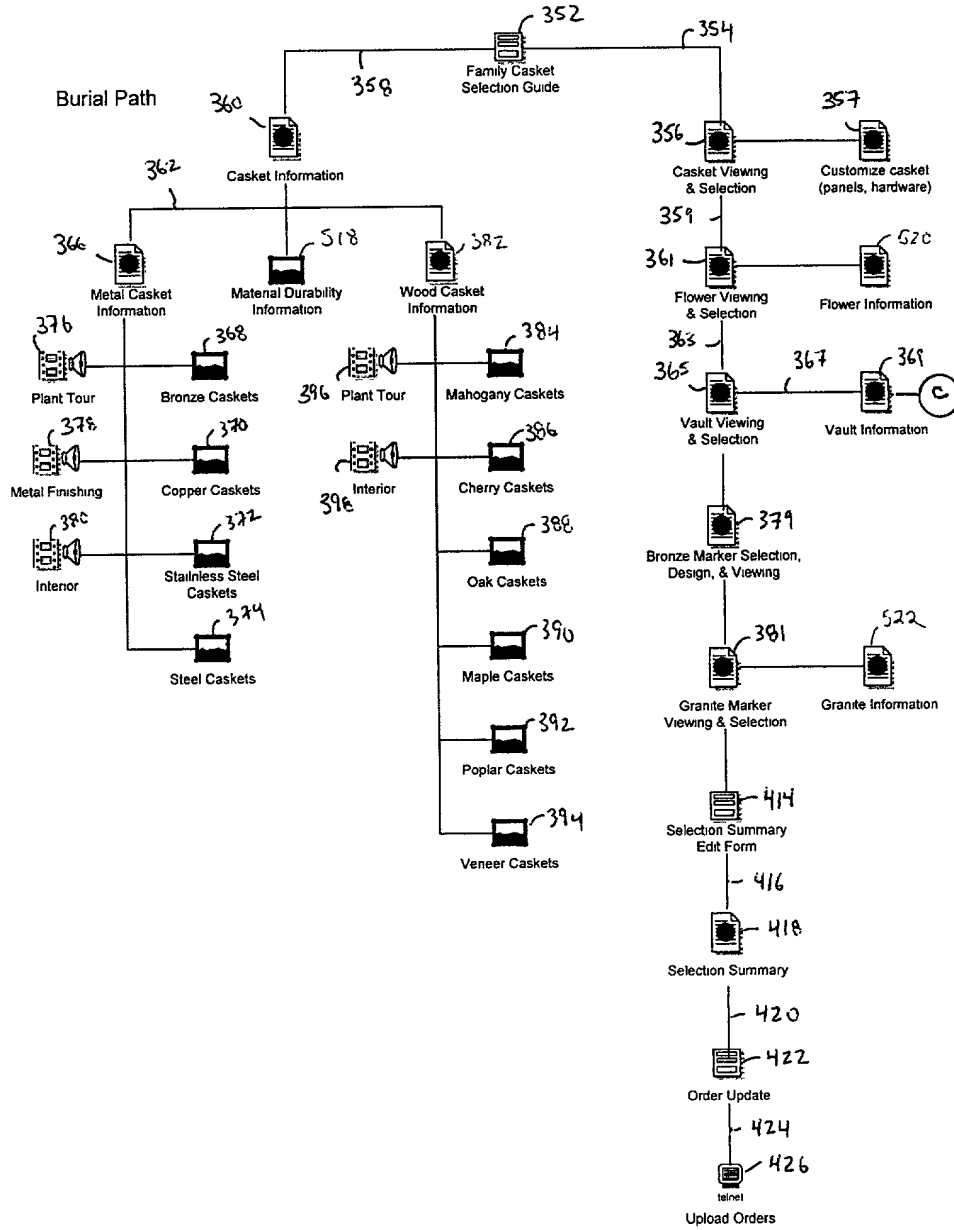 352
354
358
Family Casket
Selection Guide
Burial Path
360
Casket Information
356
357
Casket Viewing
& Selection
Customize casket
(panels, hardware)
362
359
366
518
382
361
520
Metal Casket
Information
Material Durability
Information
Wood Casket
Information
Flower Viewing
& Selection
Flower Information
363
376
368
384
396
365
367
369
C
Plant Tour
Bronze Caskets
Plant Tour
Mahogany Caskets
Vault Viewing
& Selection
Vault Information
378
370
386
398
Metal Finishing
Copper Caskets
Interior
Cherry Caskets
380
372
388
379
Interior
Stainless Steel
Caskets
Oak Caskets
Bronze Marker Selection,
Design, & Viewing
374
390
381
522
Steel Caskets
Maple Caskets
Granite Marker
Viewing & Selection
Granite Information
392
Poplar Caskets
414
Selection Summary
Edit Form
394
Veneer Caskets
416
418
Selection Summary
420
422
Order Update
424
426
telnet
Upload Orders